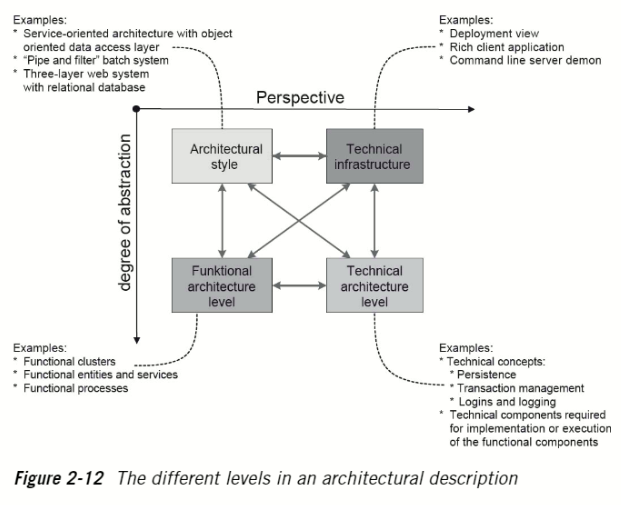 Examples:
* Service-oriented architecture with object
oriented data access layer
* "Pipe and filter" batch system
* Three-layer web system
with relational database
Examples:
* Deployment view
* Rich client application
* Command line server demon
Perspective
degree of abstraction
Architectural
style
Technical
infrastructure
Funktional
architecture
level
Technical
architecture
level
Examples:
* Functional clusters
* Functional entities and services
* Functional processes
Examples:
* Technical concepts:
* Persistence
* Transaction management
* Logins and logging
* Technical components required
for implementation or execution
of the functional components
Figure 2-12 The different levels in an architectural description